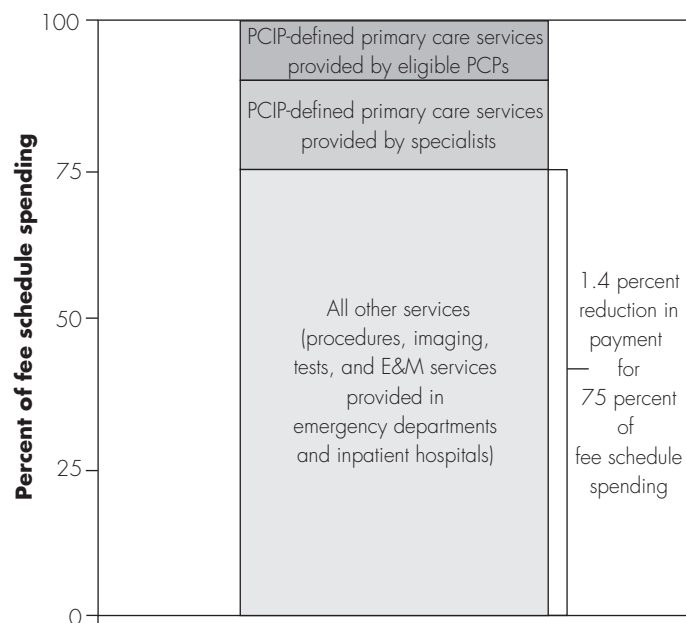 Percent of fee schedule spending
100
75
50
25
0
PCIP-defined primary care services
provided by eligible PCPs
PCIP-defined primary care services
provided by specialists
All other services
(procedures, imaging,
tests, and E&M services
provided in
emergency departments
and inpatient hospitals)
1.4 percent
reduction in
payment
for
75 percent
of
fee schedule
spending